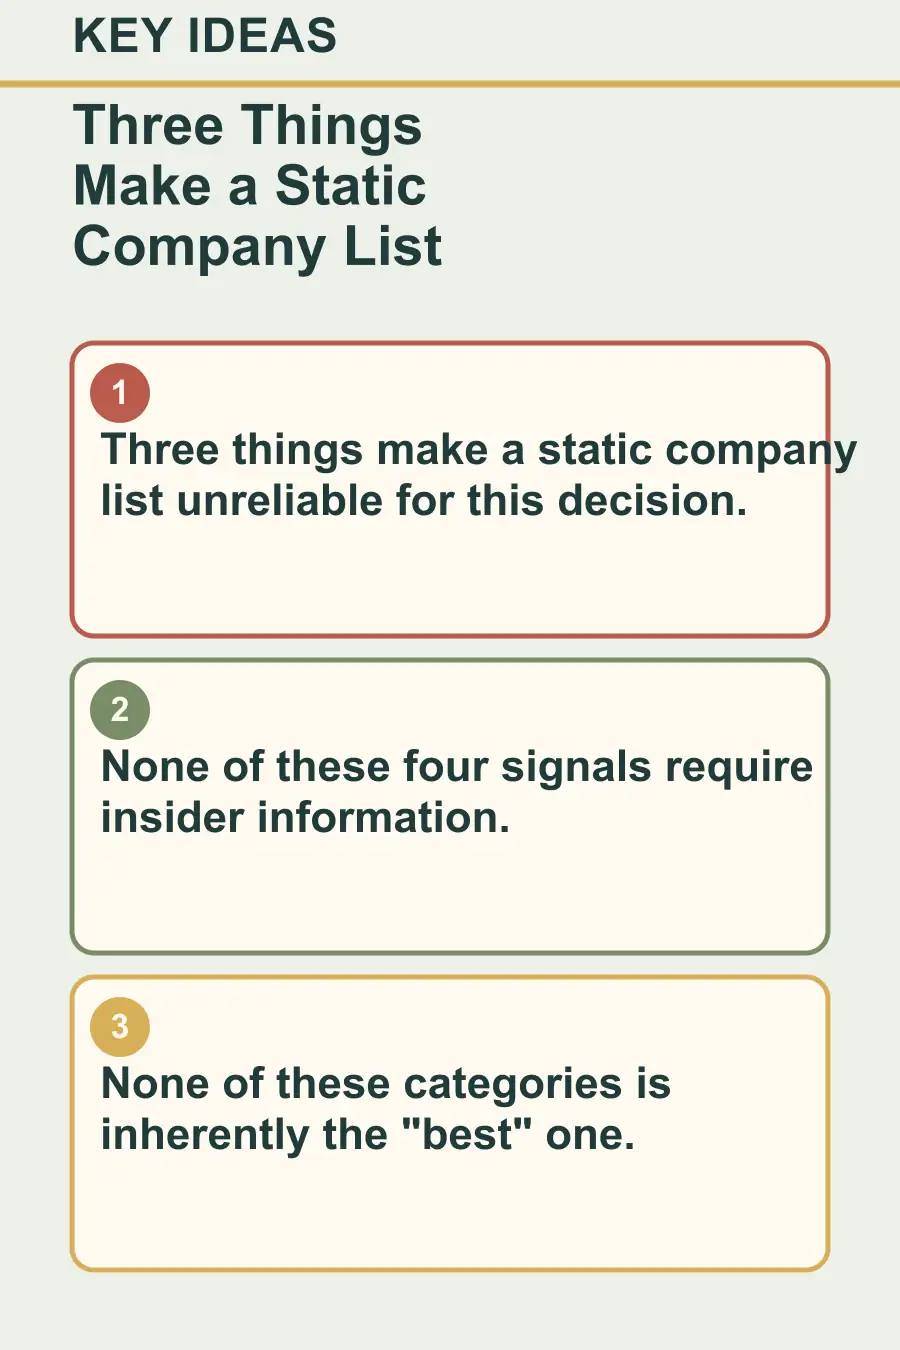 KEY IDEAS
Three Things
Make a Static
Company List
1
Three things make a static company
list unreliable for this decision.
2
None of these four signals require
insider information.
3
None of these categories is
inherently the "best" one.